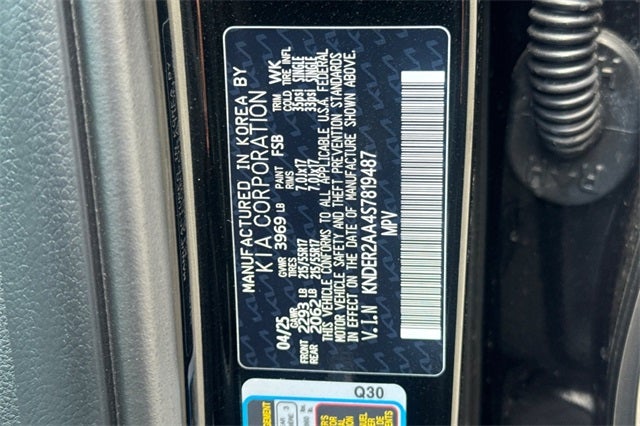 MANUFACTURED IN KOREA BY
KIA CORPORATION
04/25 GVWR 3969 LB PAINT FSB TRIM WK
GAWR TIRES RIMS COLD TIRE INFL
FRONT 2293 LB 215/55R17 7.0Jx17 35psi SINGLE
REAR 2062 LB 215/55R17 7.0Jx17 33psi SINGLE
THIS VEHICLE CONFORMS TO ALL APPLICABLE U.S.A FEDERAL
MOTOR VEHICLE SAFETY AND THEFT PREVENTION STANDARDS
IN EFFECT ON THE DATE OF MANUFACTURE SHOWN ABOVE.
V.I.N KNDER2AA4S7819487
MPV
Q30